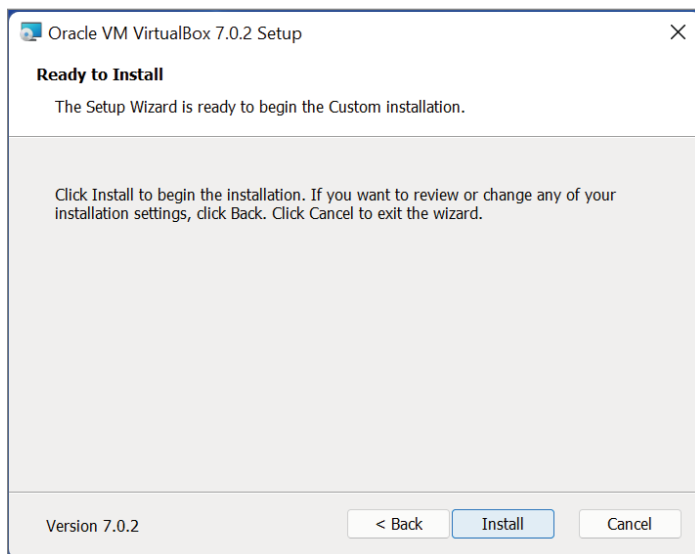 Oracle VM VirtualBox 7.0.2 Setup
Ready to Install
The Setup Wizard is ready to begin the Custom installation.
Click Install to begin the installation. If you want to review or change any of your
installation settings, click Back. Click Cancel to exit the wizard.
Version 7.0.2
< Back
Install
Cancel